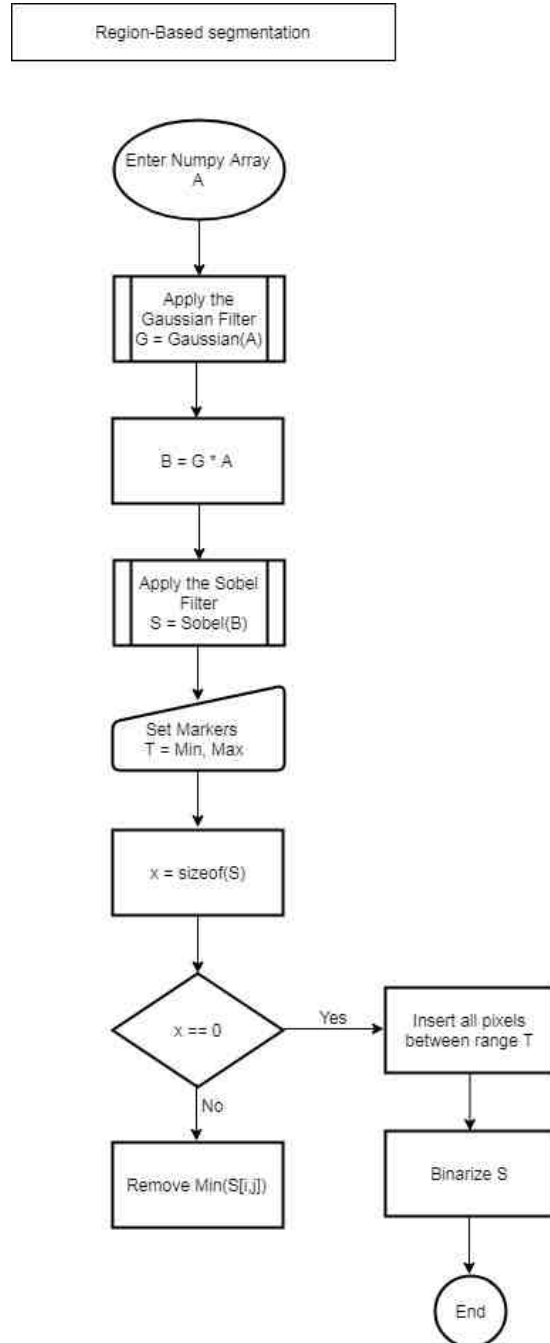 Region-Based segmentation
Enter Numpy Array
A
Apply the
Gaussian Filter
G = Gaussian(A)
B = G * A
Apply the Sobel
Filter
S = Sobel(B)
Set Markers
T = Min, Max
x = sizeof(S)
x == 0
Yes
Insert all pixels
between range T
No
Remove Min(S[i,j])
Binarize S
End